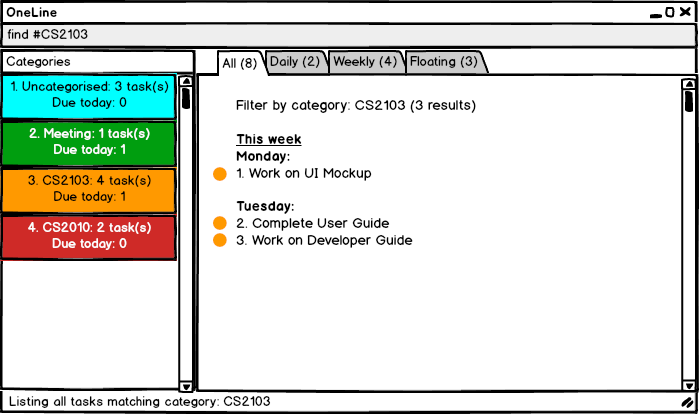 OneLine
find #CS2103
Categories
1. Uncategorised: 3 task(s)
Due today: 0
2. Meeting: 1 task(s)
Due today: 1
3. CS2103: 4 task(s)
Due today: 1
4. CS2010: 2 task(s)
Due today: 0
All (8) Daily (2) Weekly (4) Floating (3)
Filter by category: CS2103 (3 results)
This week
Monday:
1. Work on UI Mockup
Tuesday:
2. Complete User Guide
3. Work on Developer Guide
Listing all tasks matching category: CS2103